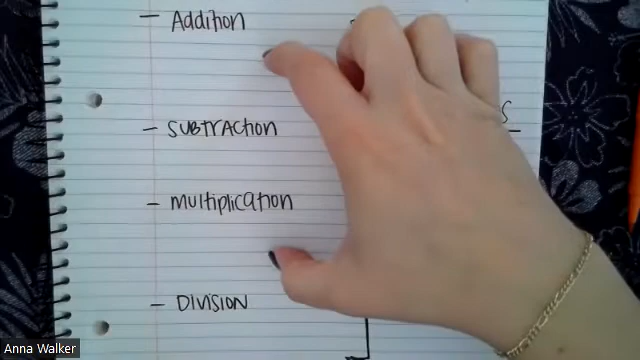 - Addition
- SUBTRACTION
- multiplication
- DIVISION
Anna Walker